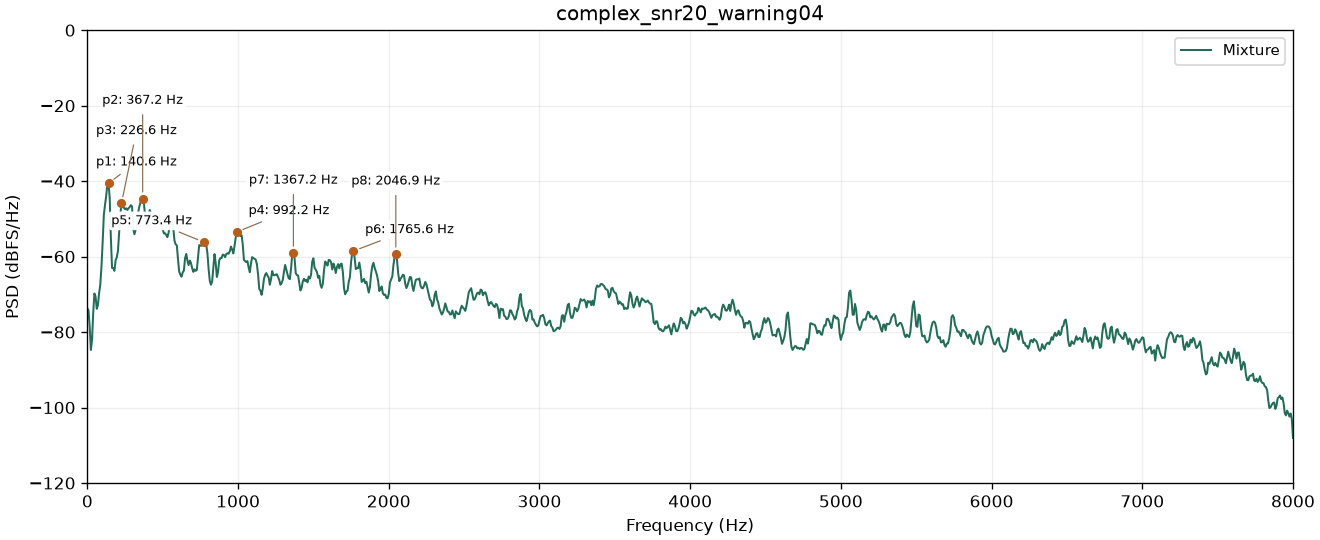 complex_snr20_warning04
Mixture
p2: 367.2 Hz
p3: 226.6 Hz
p1: 140.6 Hz
p7: 1367.2 Hz
p8: 2046.9 Hz
p4: 992.2 Hz
p5: 773.4 Hz
p6: 1765.6 Hz
PSD (dBFS/Hz)
0
−20
−40
−60
−80
−100
−120
0 1000 2000 3000 4000 5000 6000 7000 8000
Frequency (Hz)